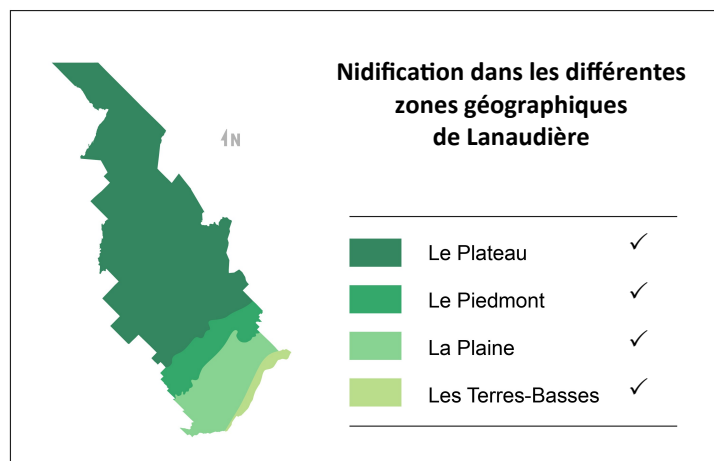 Nidification dans les différentes
zones géographiques
de Lanaudière
N
Le Plateau ✓
Le Piedmont ✓
La Plaine ✓
Les Terres-Basses ✓